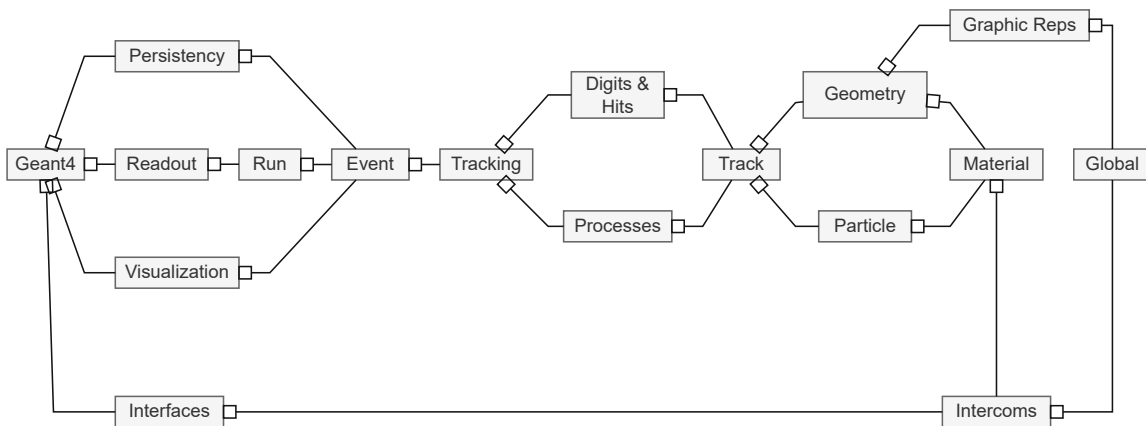 Graphic Reps
Persistency
Digits &
Hits
Geometry
Geant4
Readout
Run
Event
Tracking
Track
Material
Global
Processes
Particle
Visualization
Interfaces
Intercoms